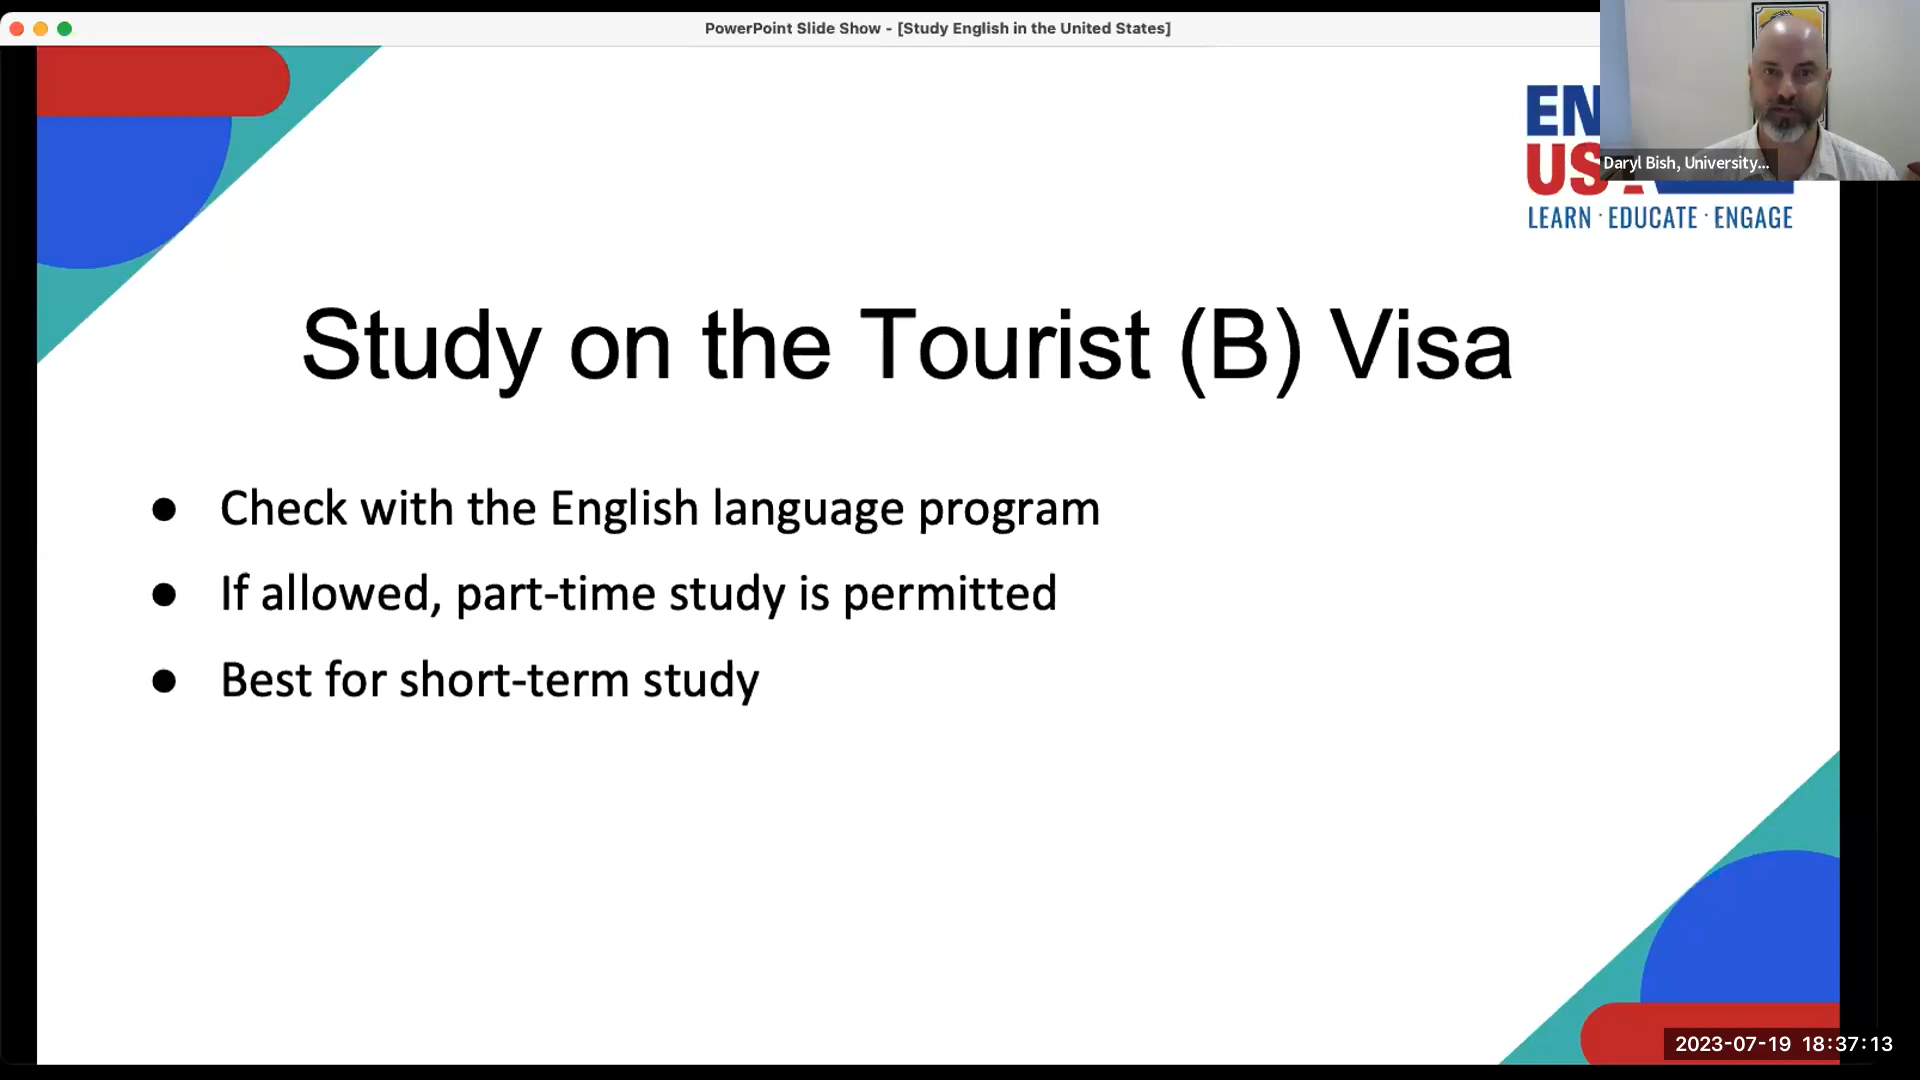 PowerPoint Slide Show - [Study English in the United States]
EN
US
Daryl Bish, University...
LEARN · EDUCATE · ENGAGE
Study on the Tourist (B) Visa
● Check with the English language program
● If allowed, part-time study is permitted
● Best for short-term study
2023-07-19 18:37:13